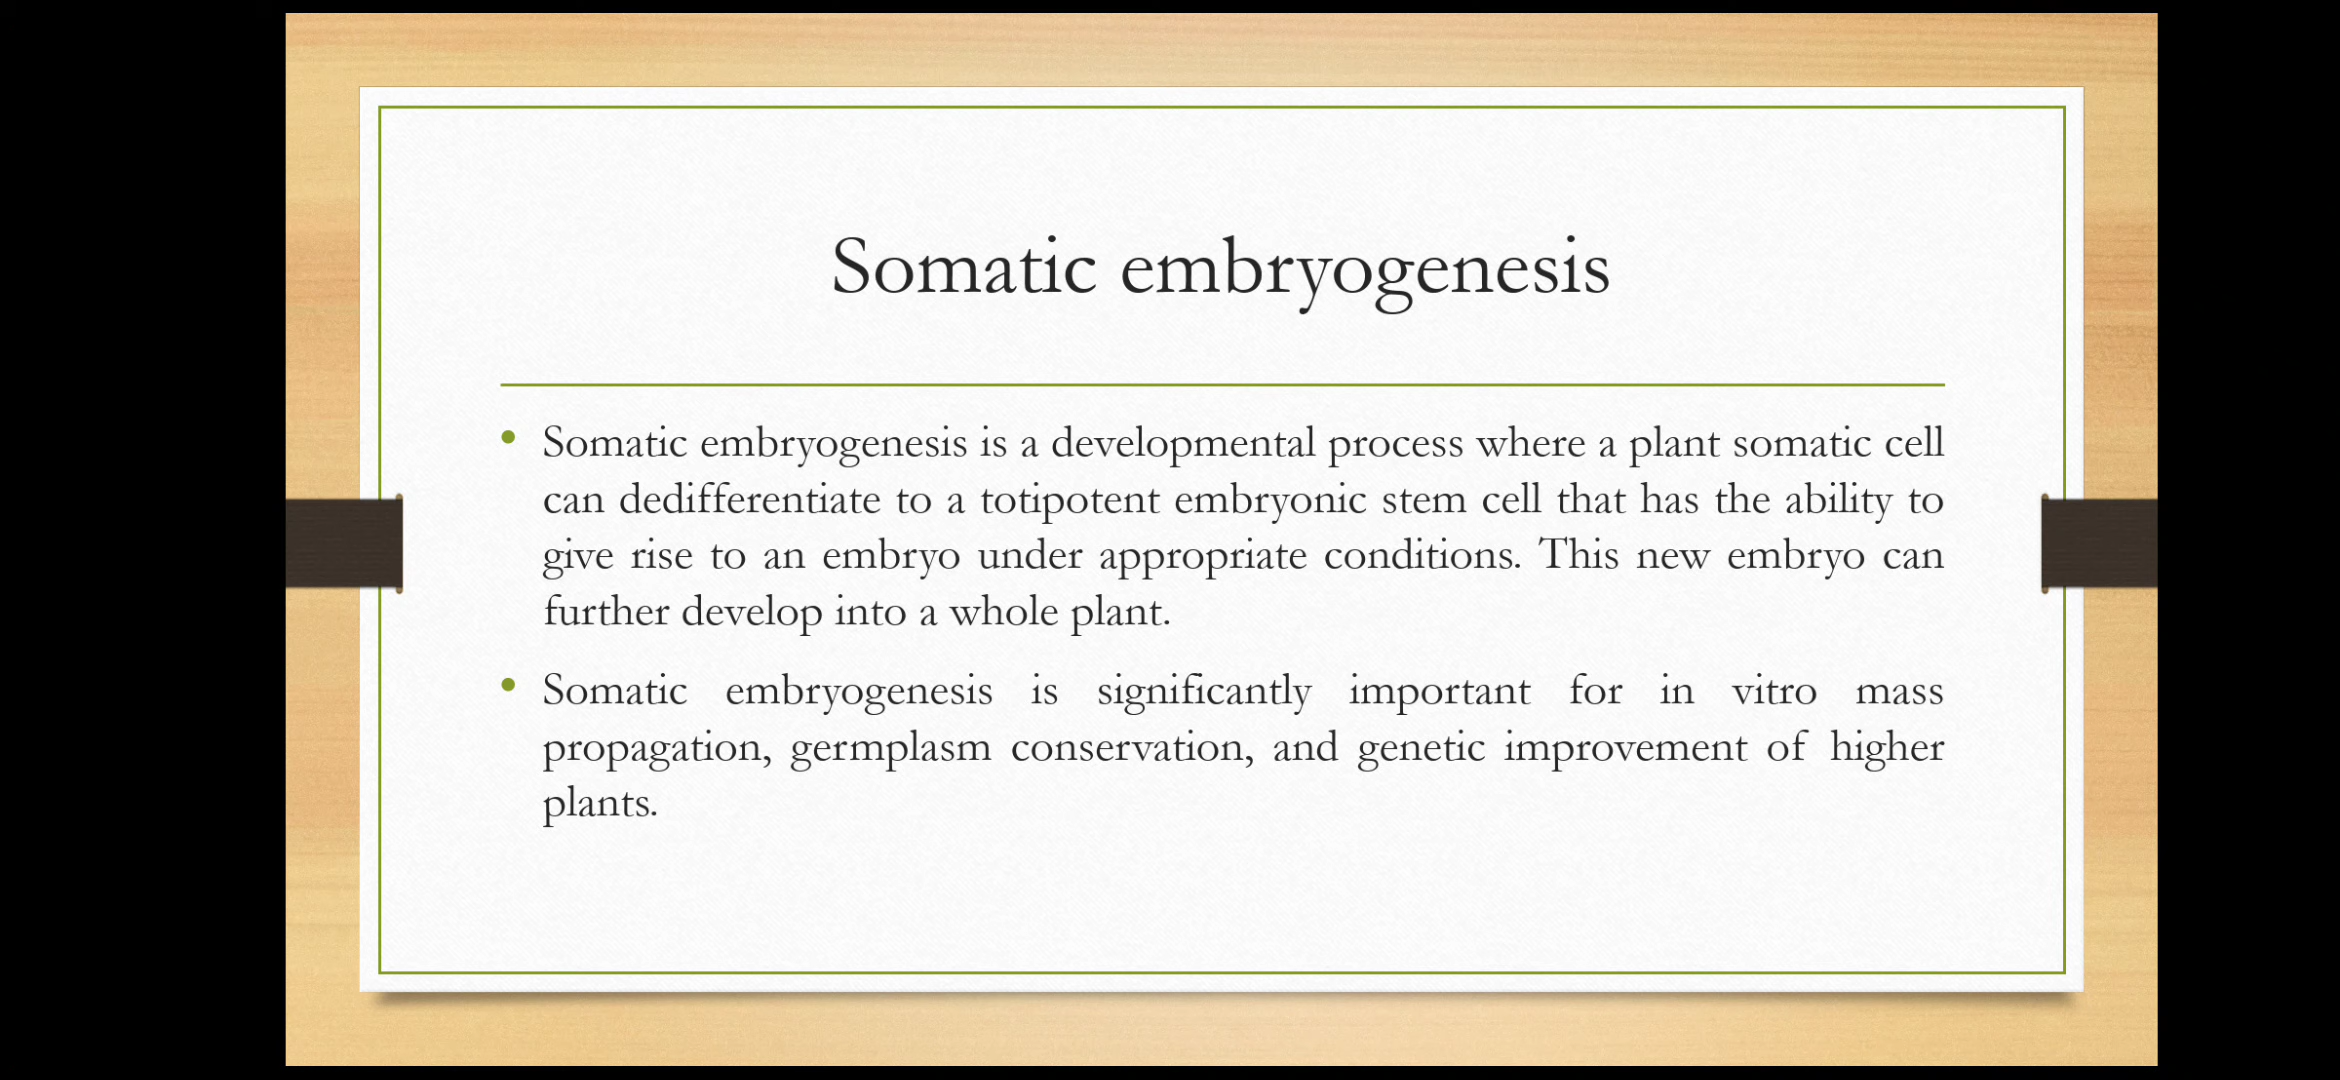 Somatic embryogenesis
• Somatic embryogenesis is a developmental process where a plant somatic cell
can dedifferentiate to a totipotent embryonic stem cell that has the ability to
give rise to an embryo under appropriate conditions. This new embryo can
further develop into a whole plant.
• Somatic embryogenesis is significantly important for in vitro mass
propagation, germplasm conservation, and genetic improvement of higher
plants.